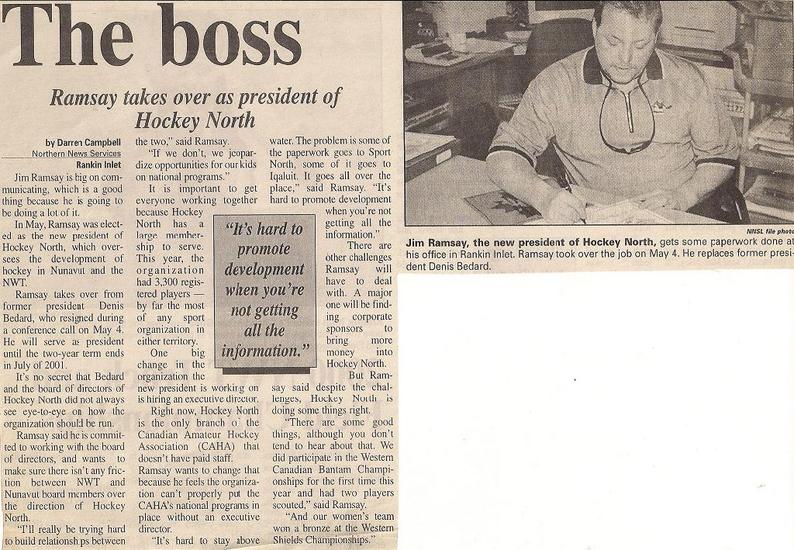 The boss
Ramsay takes over as president of
Hockey North
by Darren Campbell
Northern News Services
Rankin Inlet
Jim Ramsay is big on com-
municating, which is a good
thing because he is going to
be doing a lot of it.
In May, Ramsay was elect-
ed as the new president of
Hockey North, which over-
sees the development of
hockey in Nunavut and the
NWT.
Ramsay takes over from
former president Denis
Bedard, who resigned during
a conference call on May 4.
He will serve as president
until the two-year term ends
in July of 2001.
It's no secret that Bedard
and the board of directors of
Hockey North did not always
see eye-to-eye on how the
organization should be run.
Ramsay said he is commit-
ted to working with the board
of directors, and wants to
make sure there isn't any fric-
tion between NWT and
Nunavut board members over
the direction of Hockey
North.
"I'll really be trying hard
to build relationships between
the two," said Ramsay.
"If we don't, we jeopar-
dize opportunities for our kids
on national programs."
It is important to get
everyone working together
because Hockey
North has a
large member-
ship to serve.
This year, the
organization
had 3,300 regis-
tered players —
by far the most
of any sport
organization in
either territory.
One big
change in the
organization the
new president is working on
is hiring an executive director.
Right now, Hockey North
is the only branch of the
Canadian Amateur Hockey
Association (CAHA) that
doesn't have paid staff.
Ramsay wants to change that
because he feels the organiza-
tion can't properly put the
CAHA's national programs in
place without an executive
director.
"It's hard to stay above
water. The problem is some of
the paperwork goes to Sport
North, some of it goes to
Iqaluit. It goes all over the
place," said Ramsay. "It's
hard to promote development
when you're not
getting all the
information."
There are
other challenges
Ramsay will
have to deal
with. A major
one will be find-
ing corporate
sponsors to
bring more
money into
Hockey North.
But Ram-
say said despite the chal-
lenges, Hockey North is
doing some things right.
"There are some good
things, although you don't
tend to hear about that. We
did participate in the Western
Canadian Bantam Champi-
onships for the first time this
year and had two players
scouted," said Ramsay.
"And our women's team
won a bronze at the Western
Shields Championships."
"It's hard to
promote
development
when you're
not getting
all the
information."
NNSL file photo
Jim Ramsay, the new president of Hockey North, gets some paperwork done at
his office in Rankin Inlet. Ramsay took over the job on May 4. He replaces former presi-
dent Denis Bedard.